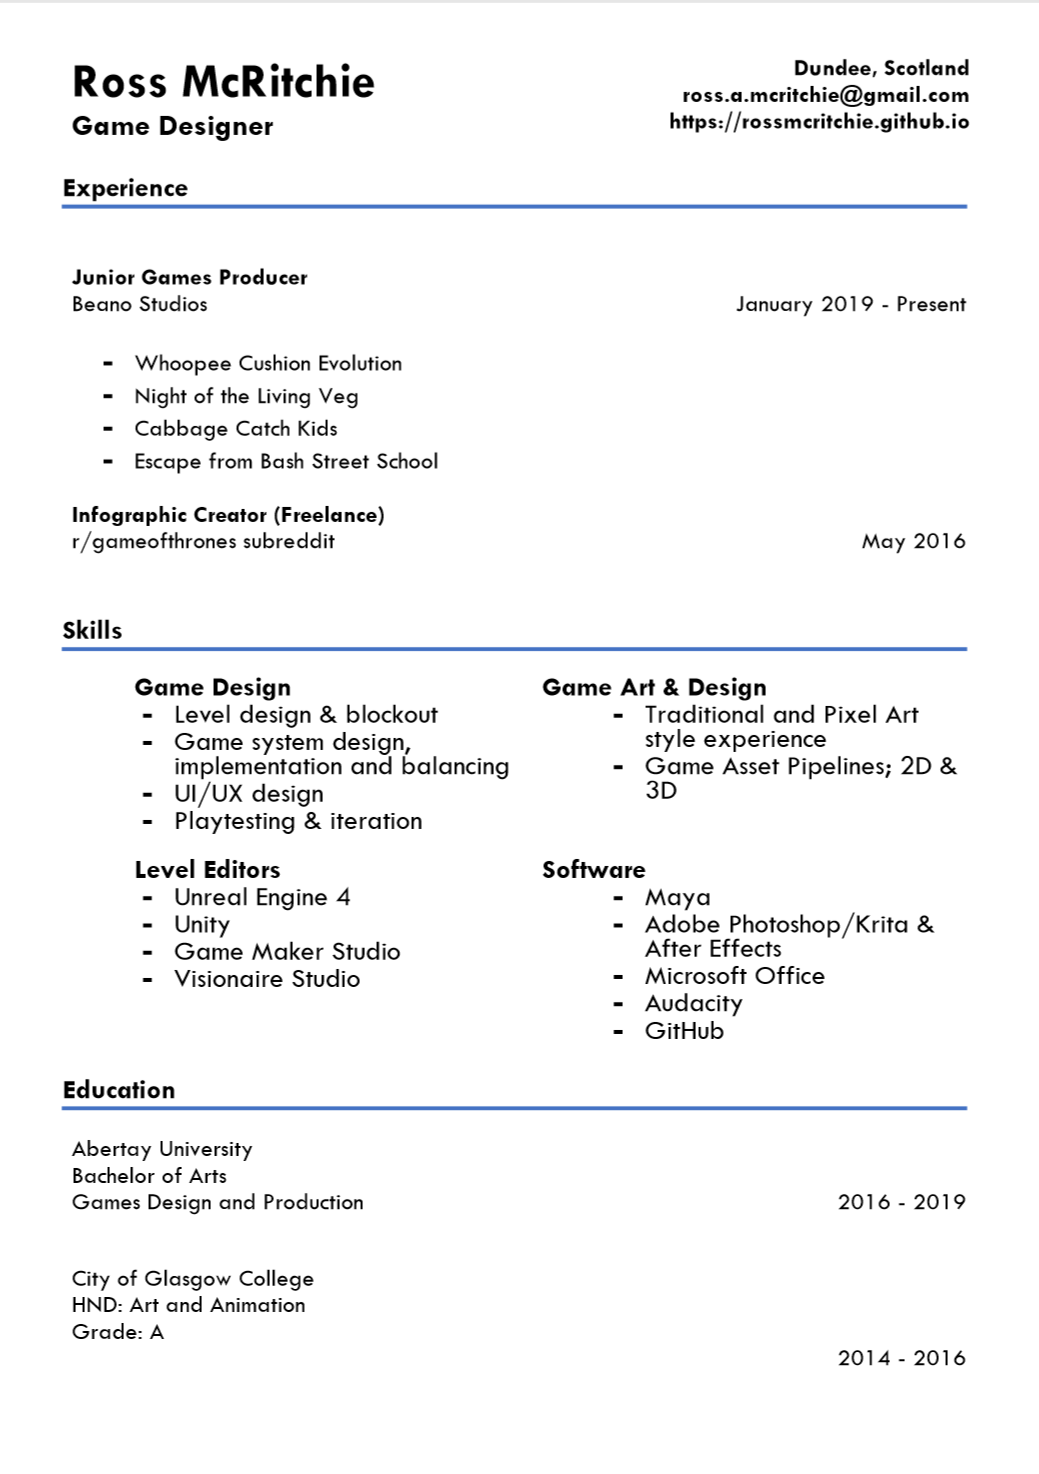 Ross McRitchie
Game Designer
Dundee, Scotland
ross.a.mcritchie@gmail.com
https://rossmcritchie.github.io
Experience
Junior Games Producer
Beano Studios January 2019 - Present
- Whoopee Cushion Evolution
- Night of the Living Veg
- Cabbage Catch Kids
- Escape from Bash Street School
Infographic Creator (Freelance)
r/gameofthrones subreddit May 2016
Skills
Game Design
- Level design & blockout
- Game system design,
implementation and balancing
- UI/UX design
- Playtesting & iteration
Game Art & Design
- Traditional and Pixel Art
style experience
- Game Asset Pipelines; 2D &
3D
Level Editors
- Unreal Engine 4
- Unity
- Game Maker Studio
- Visionaire Studio
Software
- Maya
- Adobe Photoshop/Krita &
After Effects
- Microsoft Office
- Audacity
- GitHub
Education
Abertay University
Bachelor of Arts
Games Design and Production 2016 - 2019
City of Glasgow College
HND: Art and Animation
Grade: A
2014 - 2016